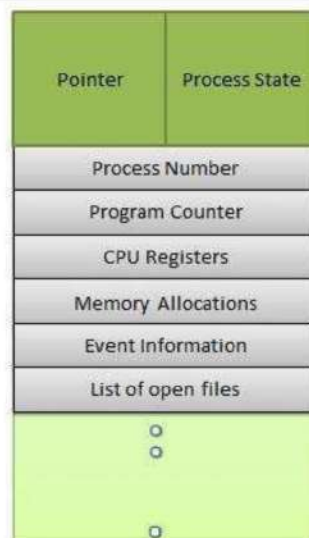 Pointer Process State
Process Number
Program Counter
CPU Registers
Memory Allocations
Event Information
List of open files